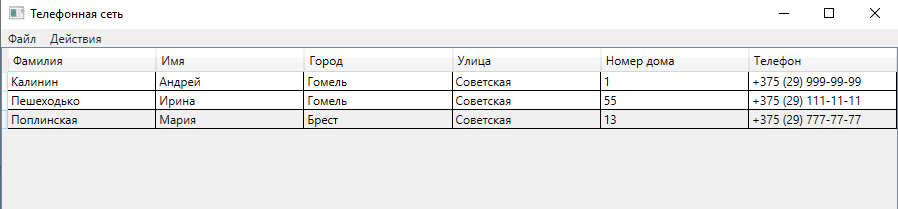 Телефонная сеть
Файл Действия
Фамилия Имя Город Улица Номер дома Телефон
Калинин Андрей Гомель Советская 1 +375 (29) 999-99-99
Пешеходько Ирина Гомель Советская 55 +375 (29) 111-11-11
Поплинская Мария Брест Советская 13 +375 (29) 777-77-77